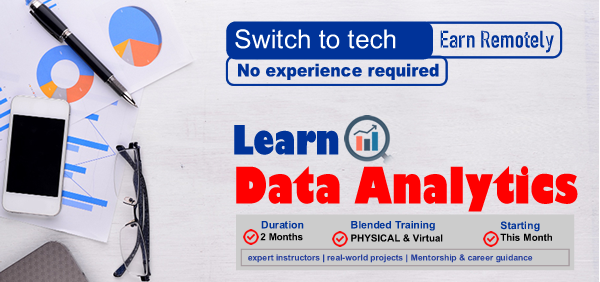 Switch to tech
Earn Remotely
No experience required
Learn
Data Analytics
Duration Blended Training Starting
2 Months PHYSICAL & Virtual This Month
expert instructors | real-world projects | Mentorship & career guidance